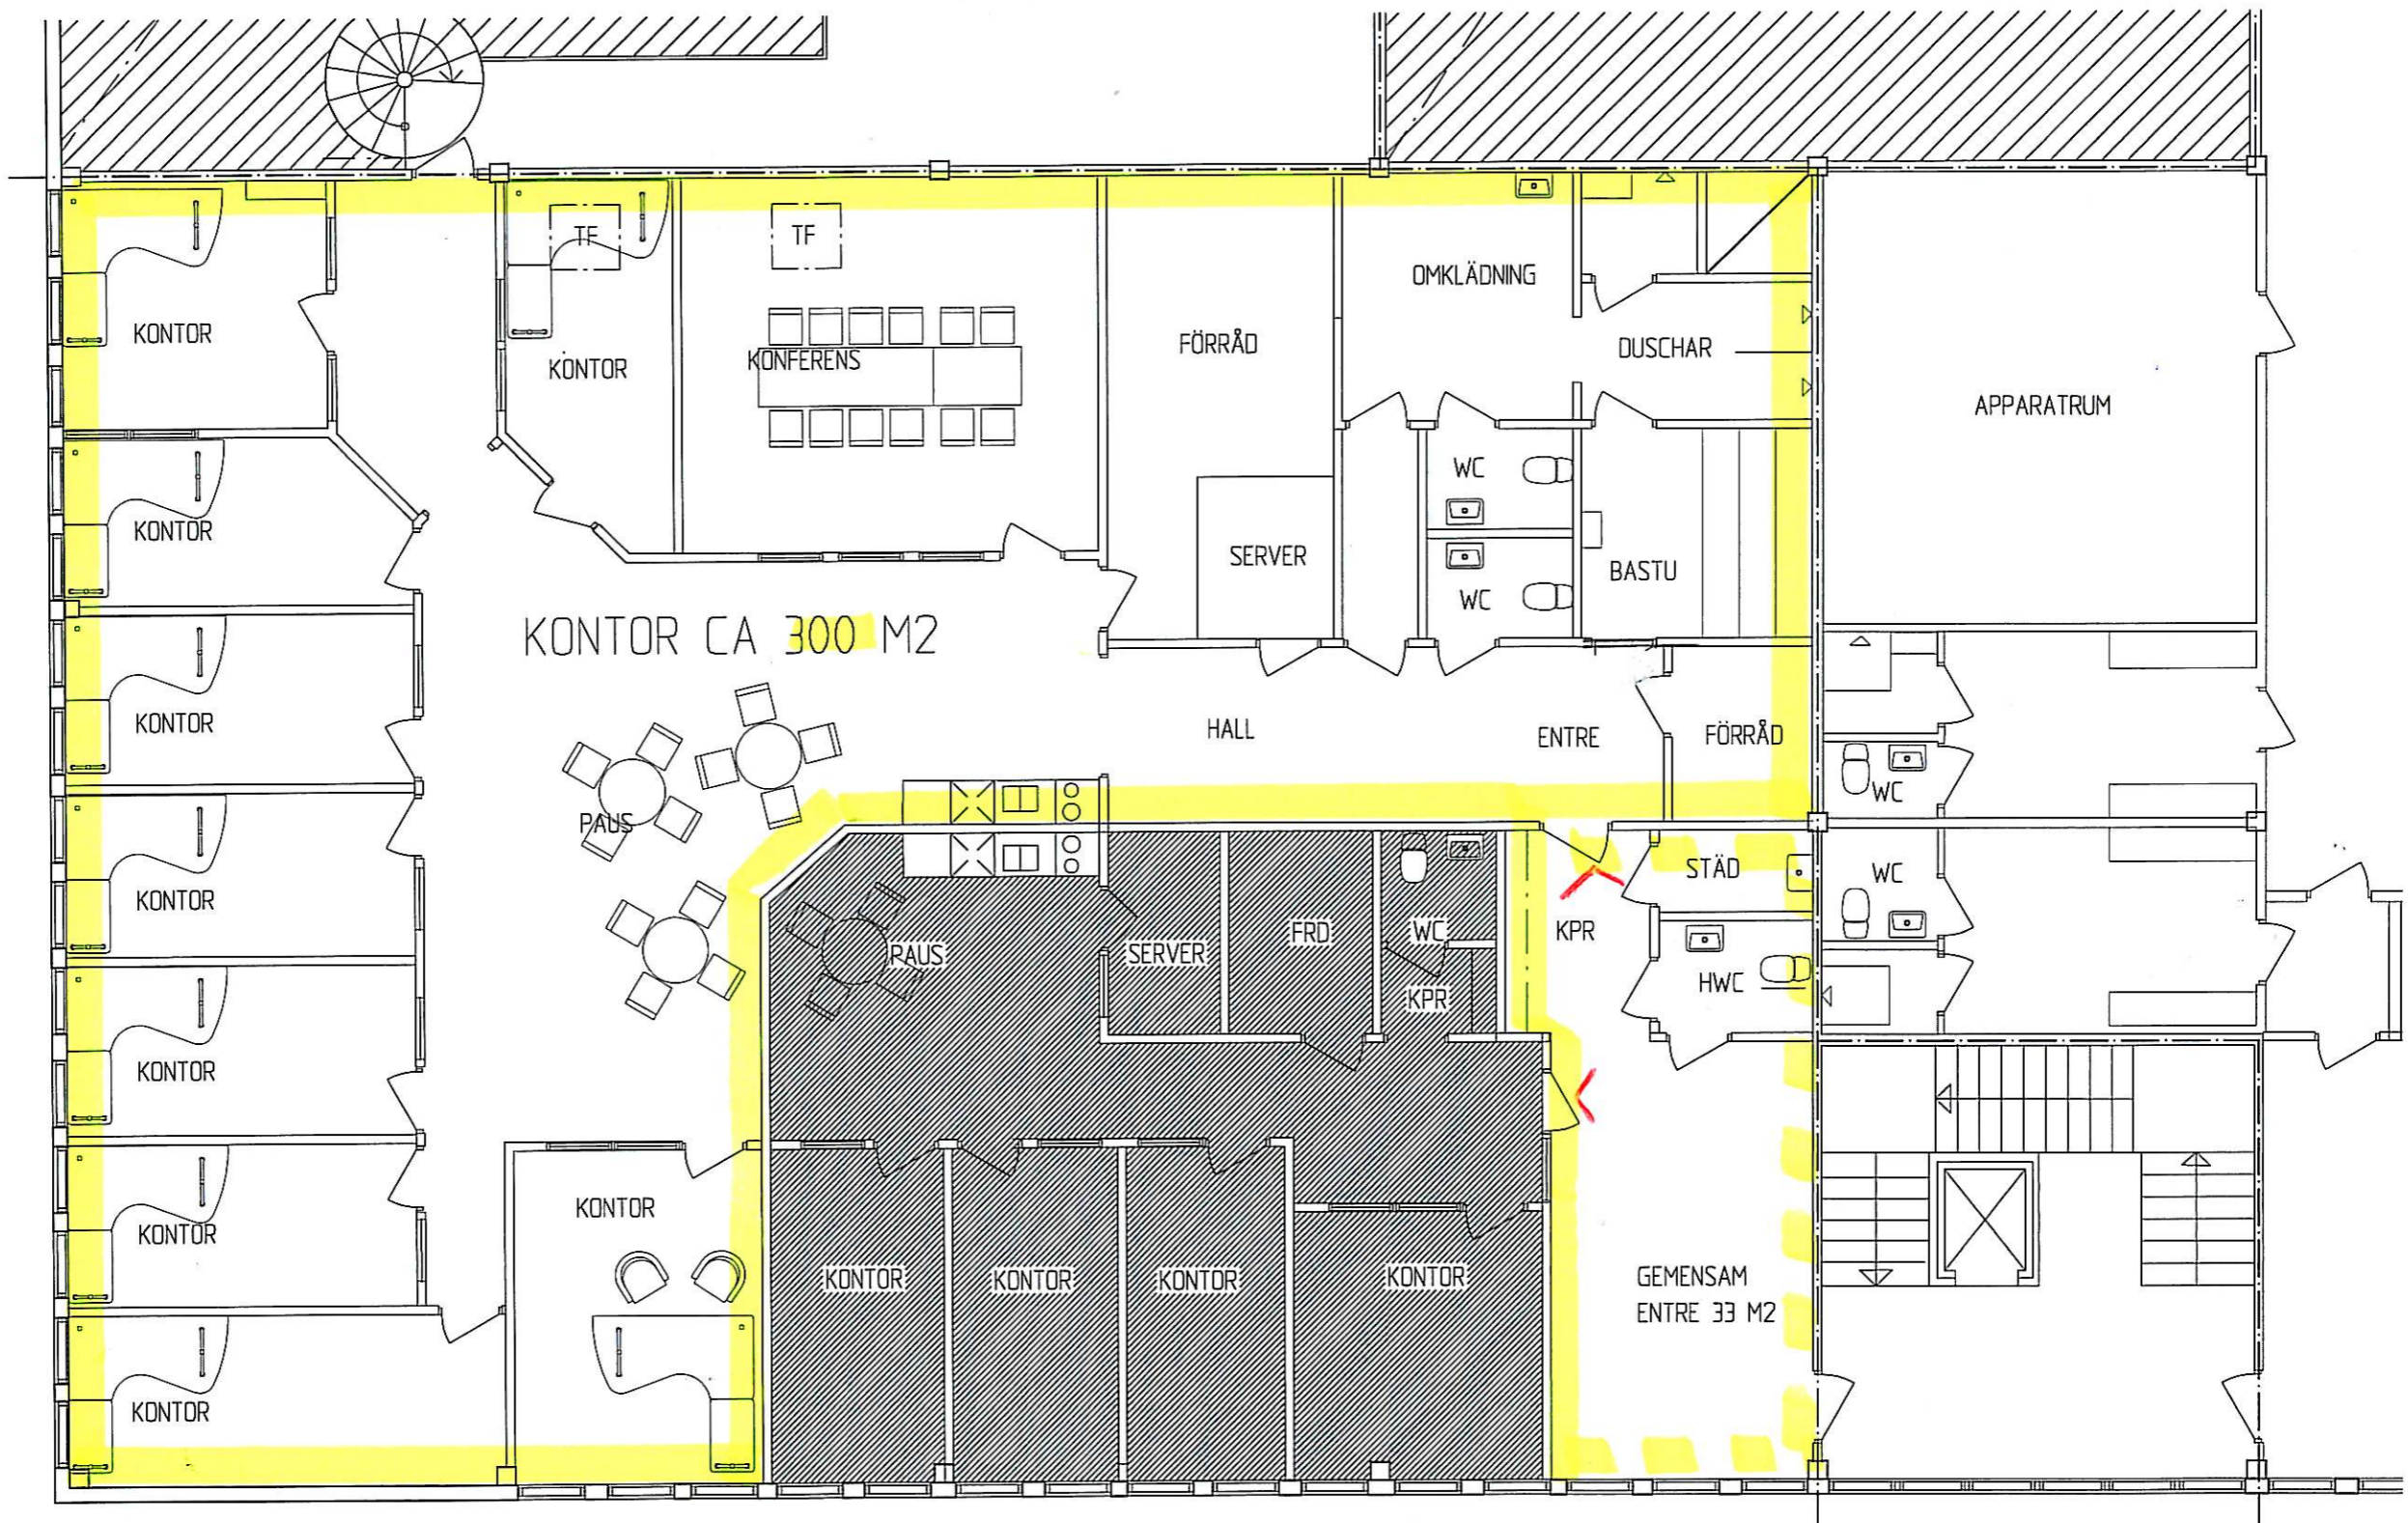 TF
TF
OMKLÄDNING
KONTOR
KONTOR
KONFERENS
FÖRRÅD
DUSCHAR
APPARATRUM
WC
KONTOR
SERVER
BASTU
WC
KONTOR CA 300 M2
KONTOR
HALL
ENTRE
FÖRRÅD
WC
PAUS
STÄD
WC
KONTOR
PAUS
SERVER
FRD
WC
KPR
KPR
HWC
KONTOR
KONTOR
KONTOR
KONTOR
KONTOR
KONTOR
KONTOR
GEMENSAM
ENTRE 33 M2
KONTOR